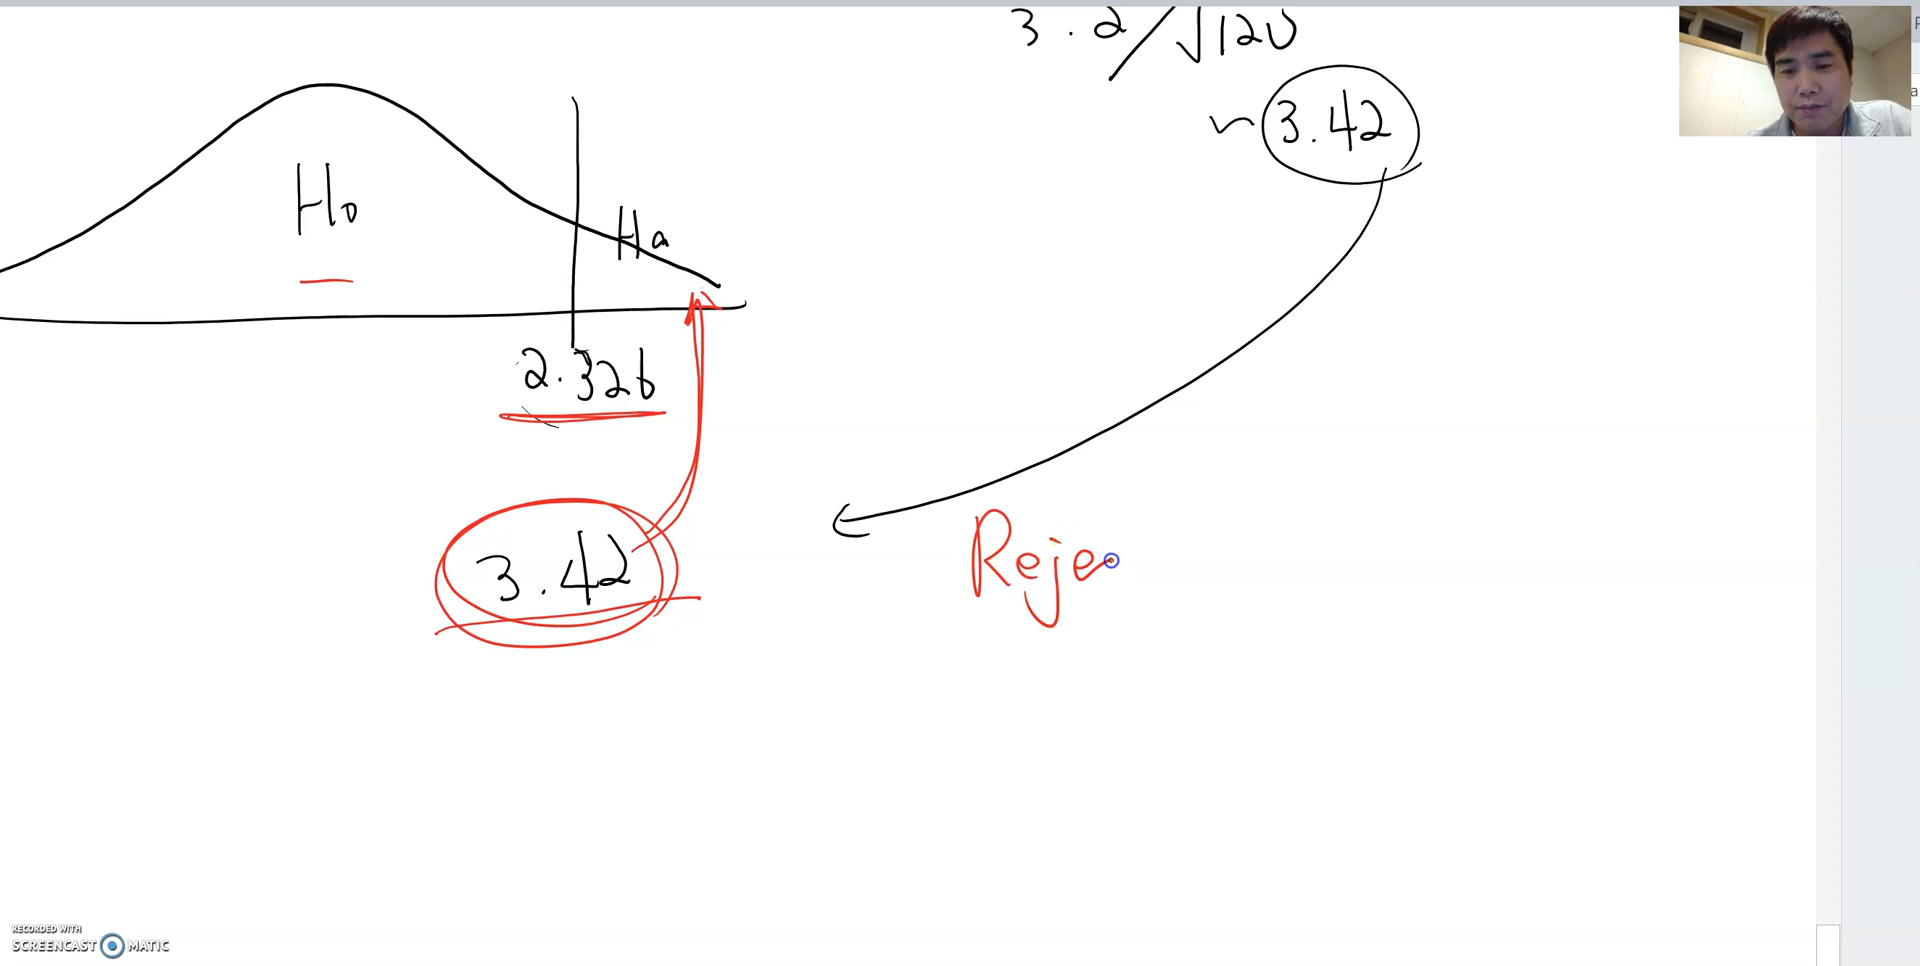 3.2/√120
~ 3.42
H0
Ha
2.326
3.42
Reje
RECORDED WITH
SCREENCAST MATIC